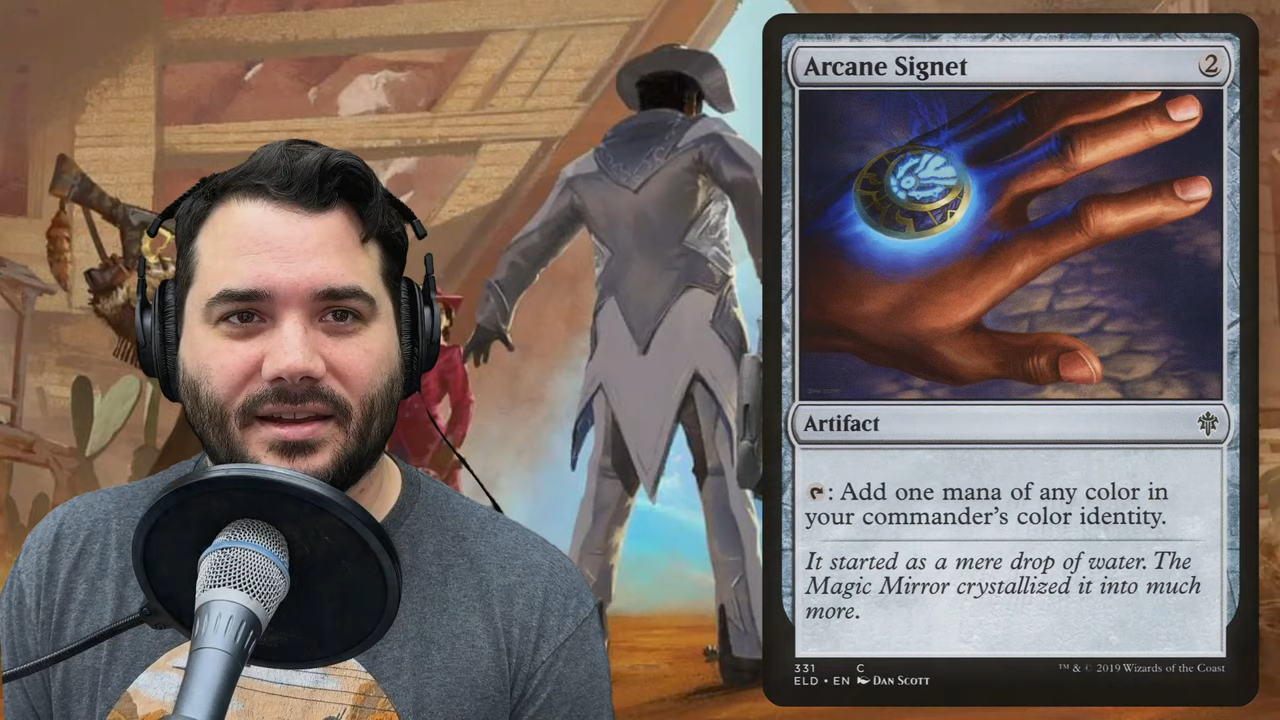 Arcane Signet 2
Artifact
: Add one mana of any color in
your commander's color identity.
It started as a mere drop of water. The
Magic Mirror crystallized it into much
more.
331 C
ELD • EN DAN SCOTT
™ & © 2019 Wizards of the Coast